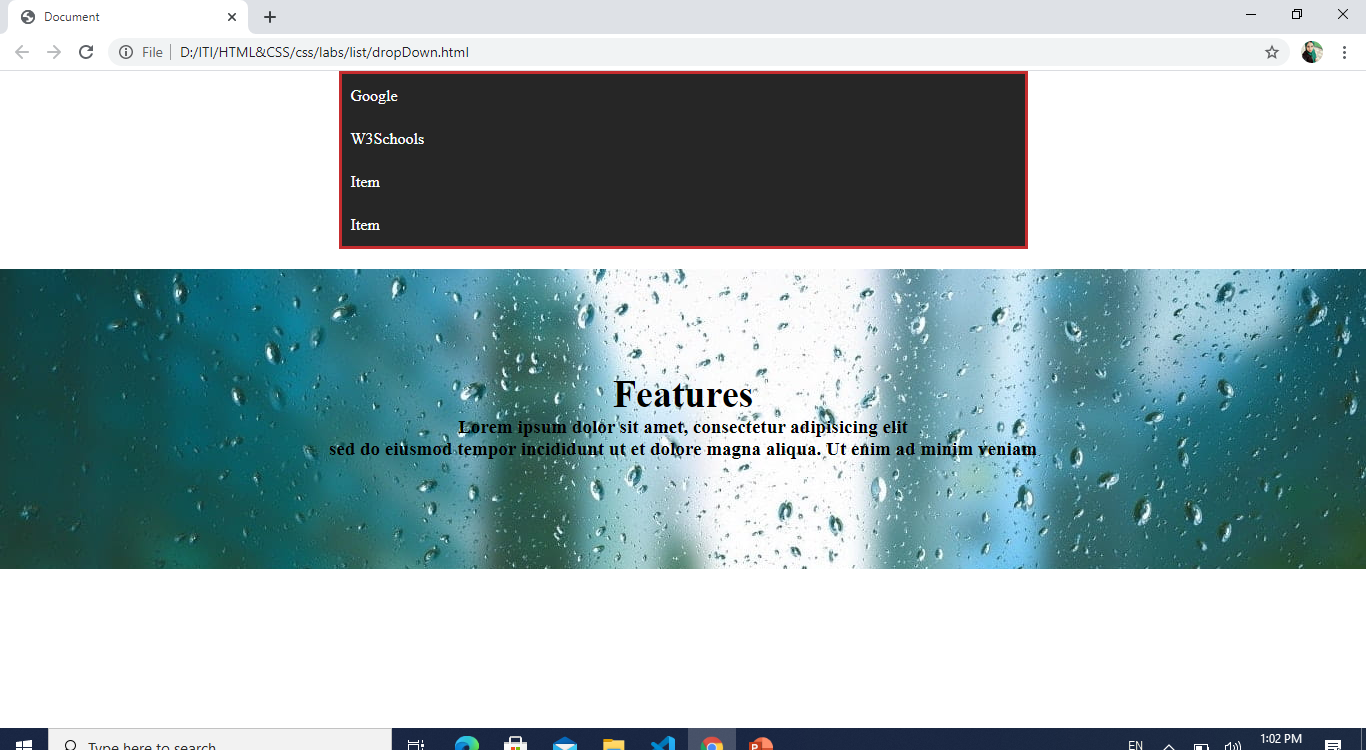 Document
File
D:/ITI/HTML&CSS/css/labs/list/dropDown.html
Google
W3Schools
Item
Item
Features
Lorem ipsum dolor sit amet, consectetur adipisicing elit
sed do eiusmod tempor incididunt ut et dolore magna aliqua. Ut enim ad minim veniam
Type here to search
EN
1:02 PM